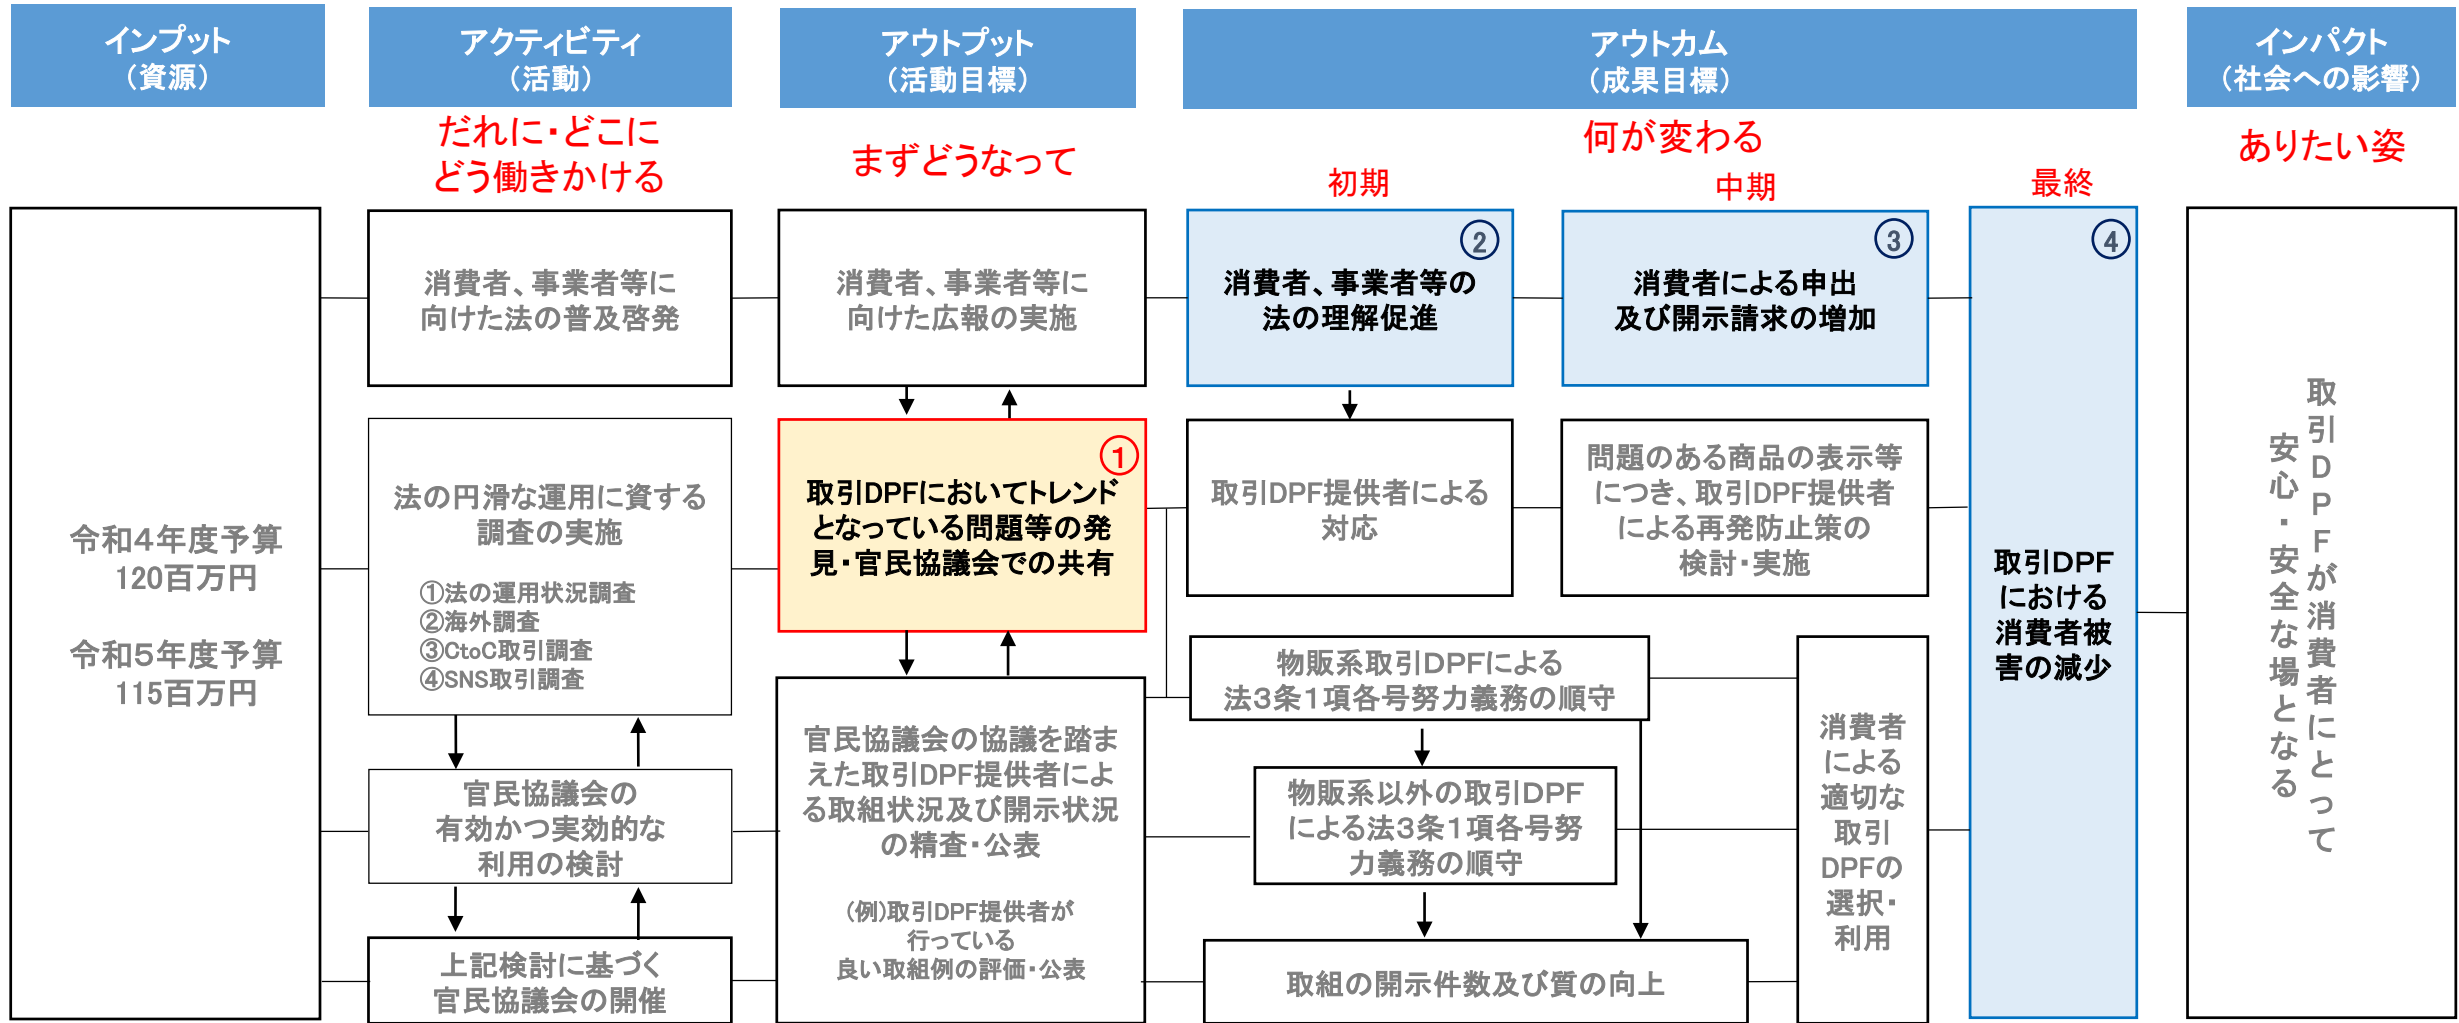 インプット
（資源）
アクティビティ
（活動）
アウトプット
（活動目標）
アウトカム
（成果目標）
インパクト
（社会への影響）
だれに・どこに
どう働きかける
まずどうなって
何が変わる
初期
中期
最終
ありたい姿
令和４年度予算
120百万円
令和５年度予算
115百万円
消費者、事業者等に
向けた法の普及啓発
法の円滑な運用に資する
調査の実施
①法の運用状況調査
②海外調査
③CtoC取引調査
④SNS取引調査
官民協議会の
有効かつ実効的な
利用の検討
上記検討に基づく
官民協議会の開催
消費者、事業者等に
向けた広報の実施
①
取引DPFにおいてトレンド
となっている問題等の発
見・官民協議会での共有
官民協議会の協議を踏ま
えた取引DPF提供者によ
る取組状況及び開示状況
の精査・公表
（例）取引DPF提供者が
行っている
良い取組例の評価・公表
②
消費者、事業者等の
法の理解促進
③
消費者による申出
及び開示請求の増加
取引DPF提供者による
対応
問題のある商品の表示等
につき、取引DPF提供者
による再発防止策の
検討・実施
物販系取引ＤＰＦによる
法３条１項各号努力義務の順守
物販系以外の取引ＤＰＦ
による法３条１項各号努
力義務の順守
取組の開示件数及び質の向上
消費者
による
適切な
取引
DPFの
選択・
利用
④
取引ＤＰＦ
における
消費者被
害の減少
取引ＤＰＦが消費者にとって
安心・安全な場となる